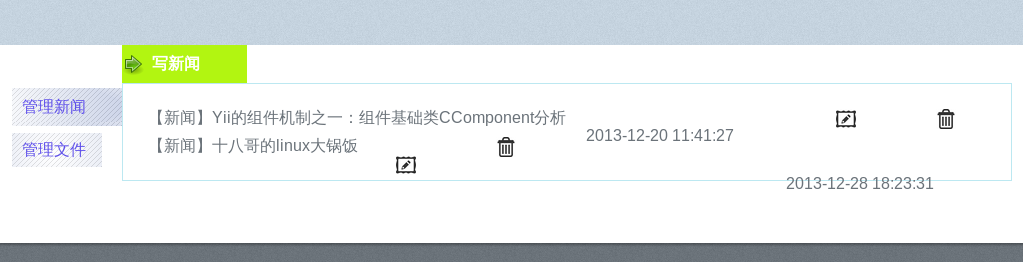 写新闻
管理新闻
管理文件
【新闻】Yii的组件机制之一：组件基础类CComponent分析
2013-12-20 11:41:27
【新闻】十八哥的linux大锅饭
2013-12-28 18:23:31